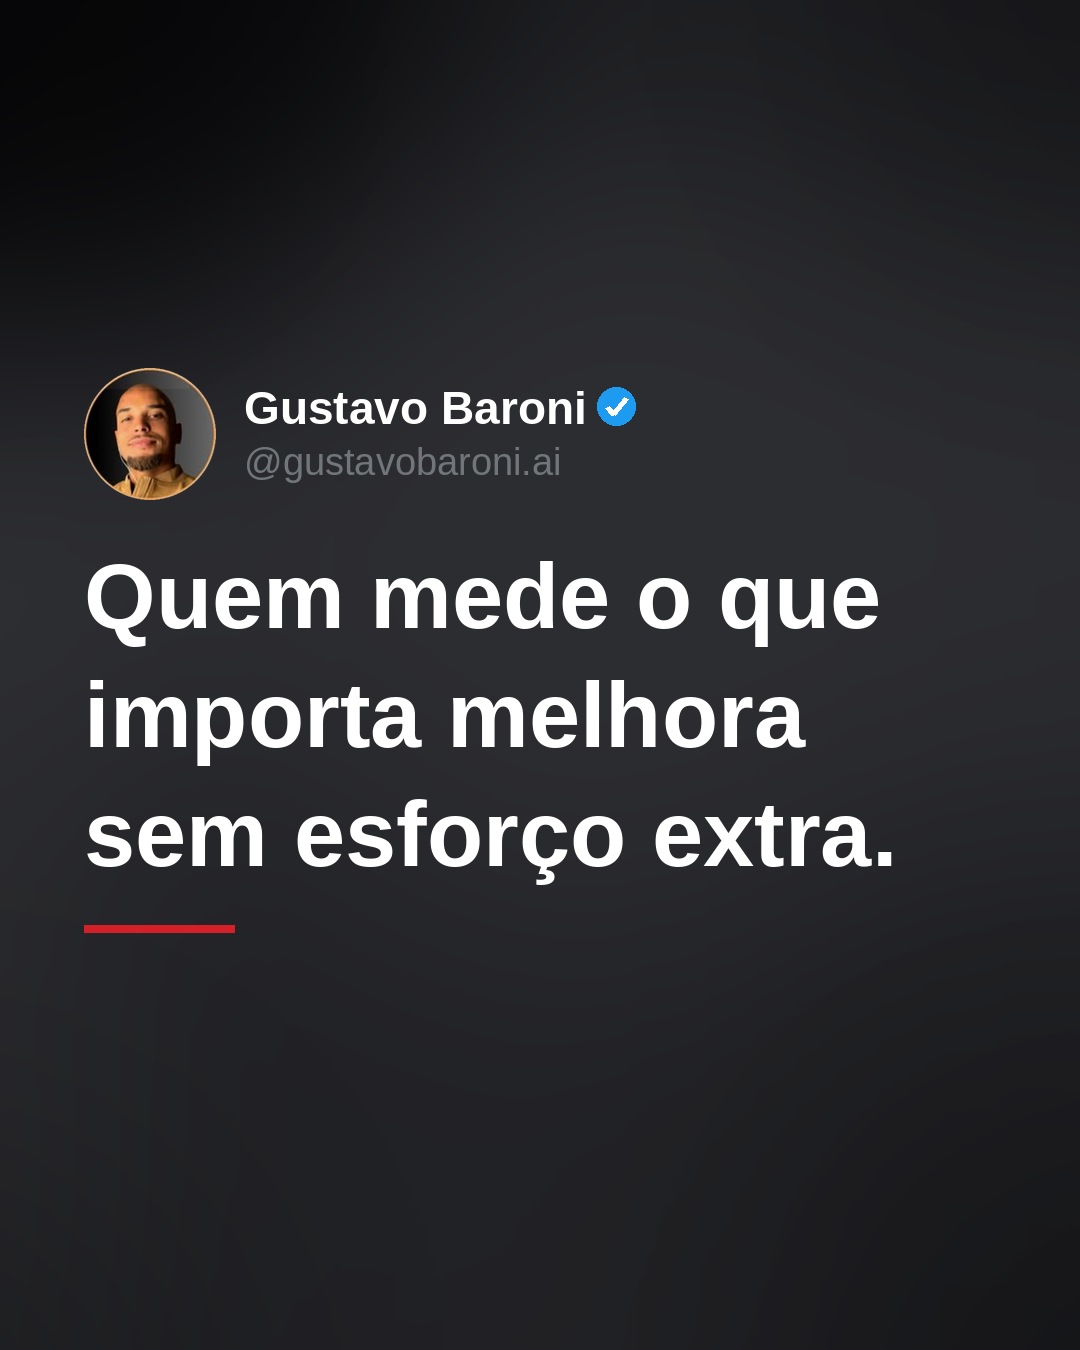 Gustavo Baroni
@gustavobaroni.ai
Quem mede o que
importa melhora
sem esforço extra.